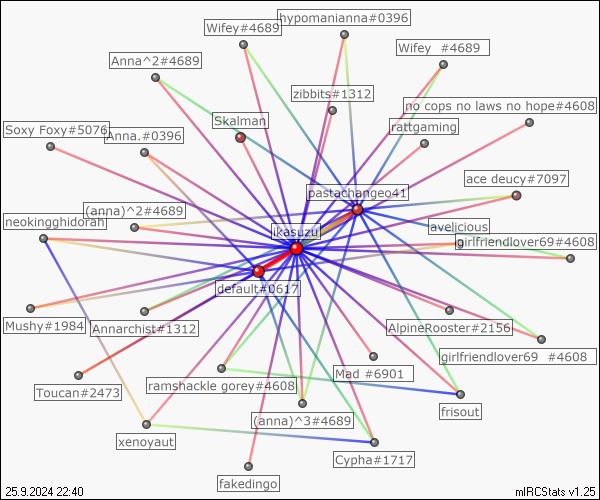 hypomanianna#0396
Wifey#4689
Wifey  #4689
Anna^2#4689
zibbits#1312
no cops no laws no hope#4608
Skalman
rattgaming
Soxy Foxy#5076
Anna.#0396
ace deucy#7097
pastachangeo41
(anna)^2#4689
neokingghidorah
avelicious
ikasuzu
girlfriendlover69#4608
default#0617
Mushy#1984
Annarchist#1312
AlpineRooster#2156
girlfriendlover69  #4608
Mad #6901
ramshackle gorey#4608
Toucan#2473
frisout
(anna)^3#4689
xenoyaut
Cypha#1717
fakedingo
25.9.2024 22:40
mIRCStats v1.25